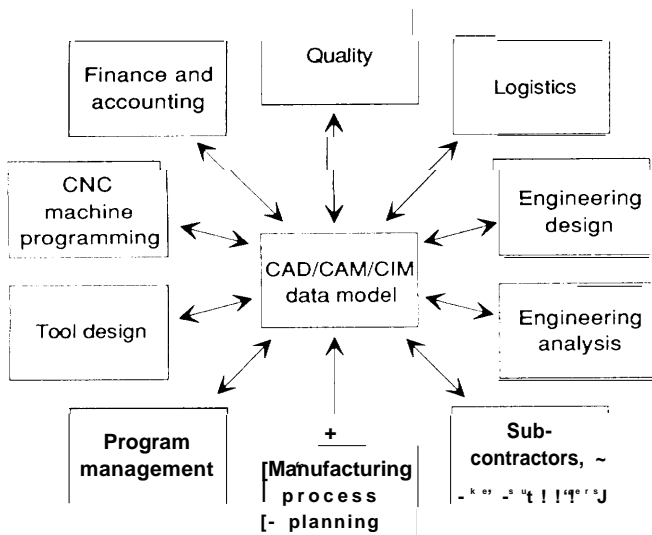 Quality
Finance and
accounting
Logistics
CNC
machine
programming
Engineering
design
CAD/CAM/CIM
data model
Tool design
Engineering
analysis
Program
management
Manufacturing
process
planning
Sub-
contractors,